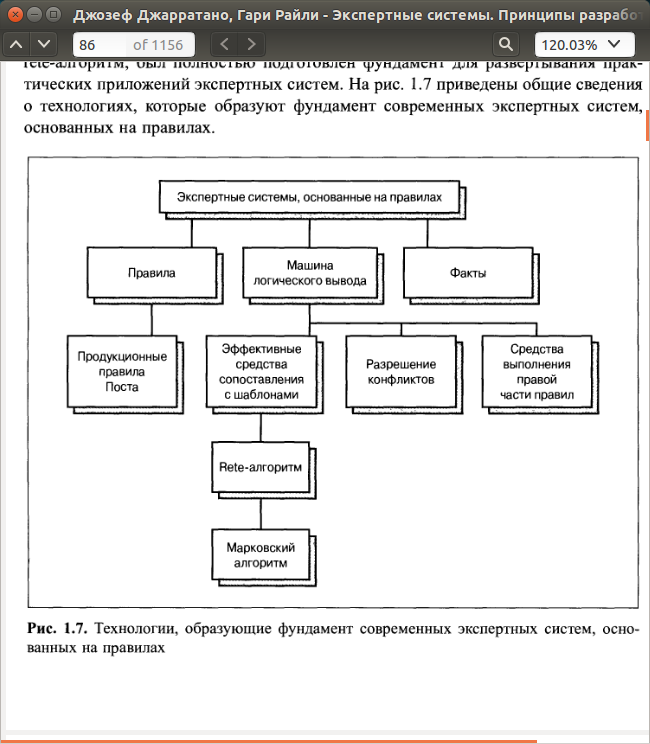 Джозеф Джарратано, Гари Райли - Экспертные системы. Принципы разрабо
86 of 1156
120.03%
rete-алгоритм, был полностью подготовлен фундамент для развертывания прак-
тических приложений экспертных систем. На рис. 1.7 приведены общие сведения
о технологиях, которые образуют фундамент современных экспертных систем,
основанных на правилах.
Экспертные системы, основанные на правилах
Правила
Машина
логического вывода
Факты
Продукционные
правила
Поста
Эффективные
средства
сопоставления
с шаблонами
Разрешение
конфликтов
Средства
выполнения
правой
части правил
Rete-алгоритм
Марковский
алгоритм
Рис. 1.7. Технологии, образующие фундамент современных экспертных систем, осно-
ванных на правилах